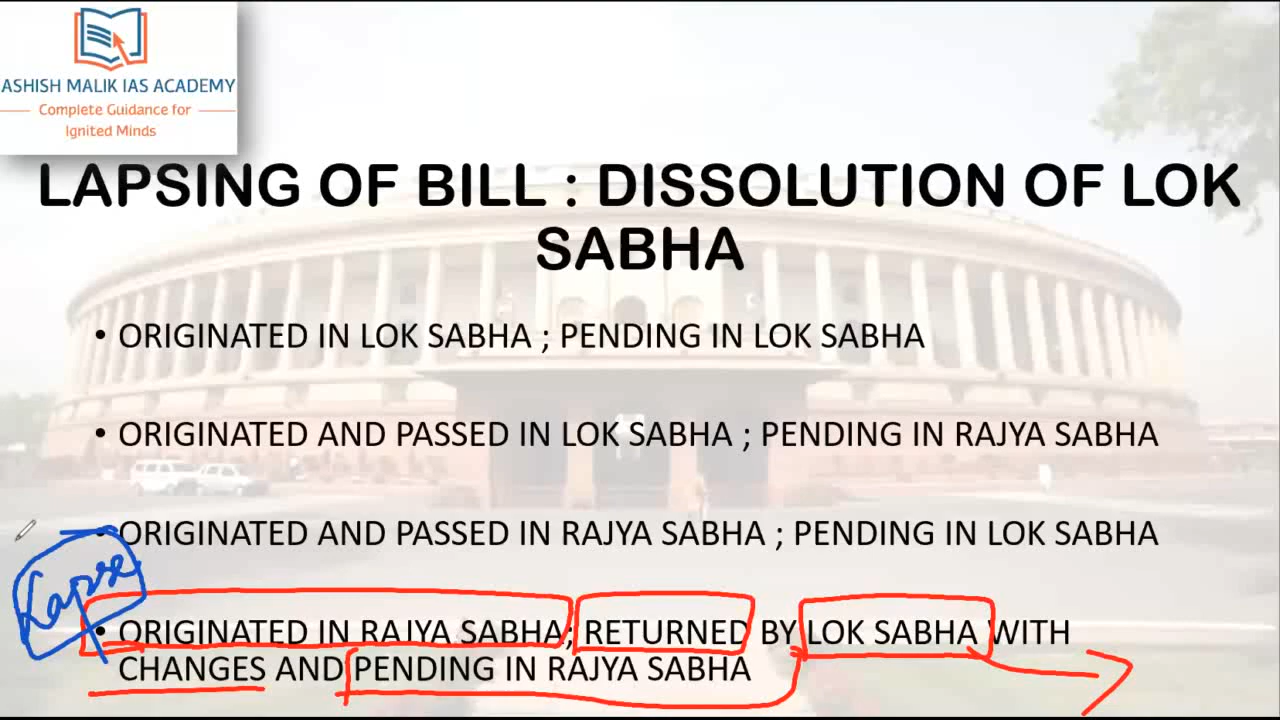 ASHISH MALIK IAS ACADEMY
Complete Guidance for
Ignited Minds
LAPSING OF BILL : DISSOLUTION OF LOK
SABHA
• ORIGINATED IN LOK SABHA ; PENDING IN LOK SABHA
• ORIGINATED AND PASSED IN LOK SABHA ; PENDING IN RAJYA SABHA
• ORIGINATED AND PASSED IN RAJYA SABHA ; PENDING IN LOK SABHA
Lapse
• ORIGINATED IN RAJYA SABHA; RETURNED BY LOK SABHA WITH
CHANGES AND PENDING IN RAJYA SABHA